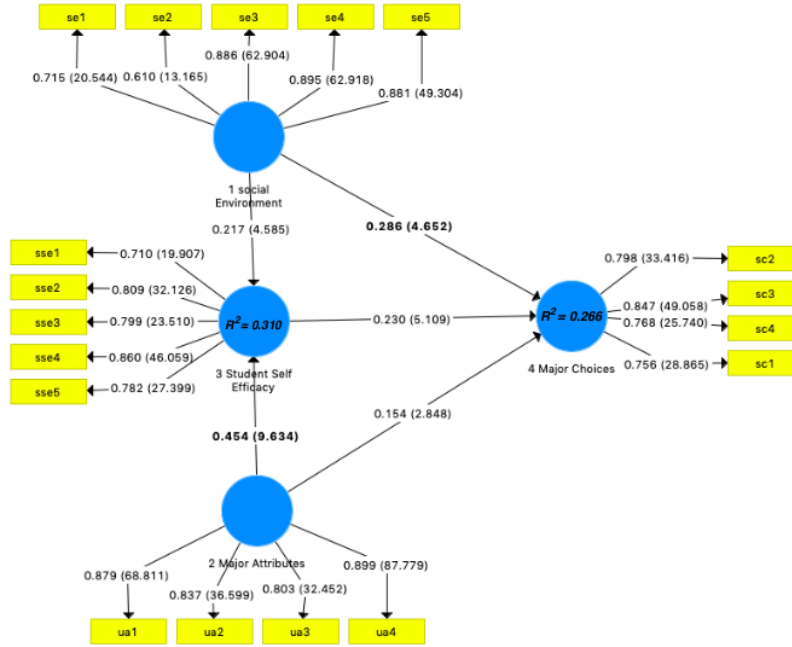 se1
se2
se3
se4
se5
0.715 (20.544)
0.610 (13.165)
0.886 (62.904)
0.895 (62.918)
0.881 (49.304)
1 social
Environment
0.217 (4.585)
0.286 (4.652)
sse1
sse2
sse3
sse4
sse5
0.710 (19.907)
0.809 (32.126)
0.799 (23.510)
0.860 (46.059)
0.782 (27.399)
R²= 0.310
3 Student Self
Efficacy
0.230 (5.109)
R²= 0.266
4 Major Choices
0.798 (33.416)
0.847 (49.058)
0.768 (25.740)
0.756 (28.865)
sc2
sc3
sc4
sc1
0.454 (9.634)
0.154 (2.848)
2 Major Attributes
0.879 (68.811)
0.837 (36.599)
0.803 (32.452)
0.899 (87.779)
ua1
ua2
ua3
ua4